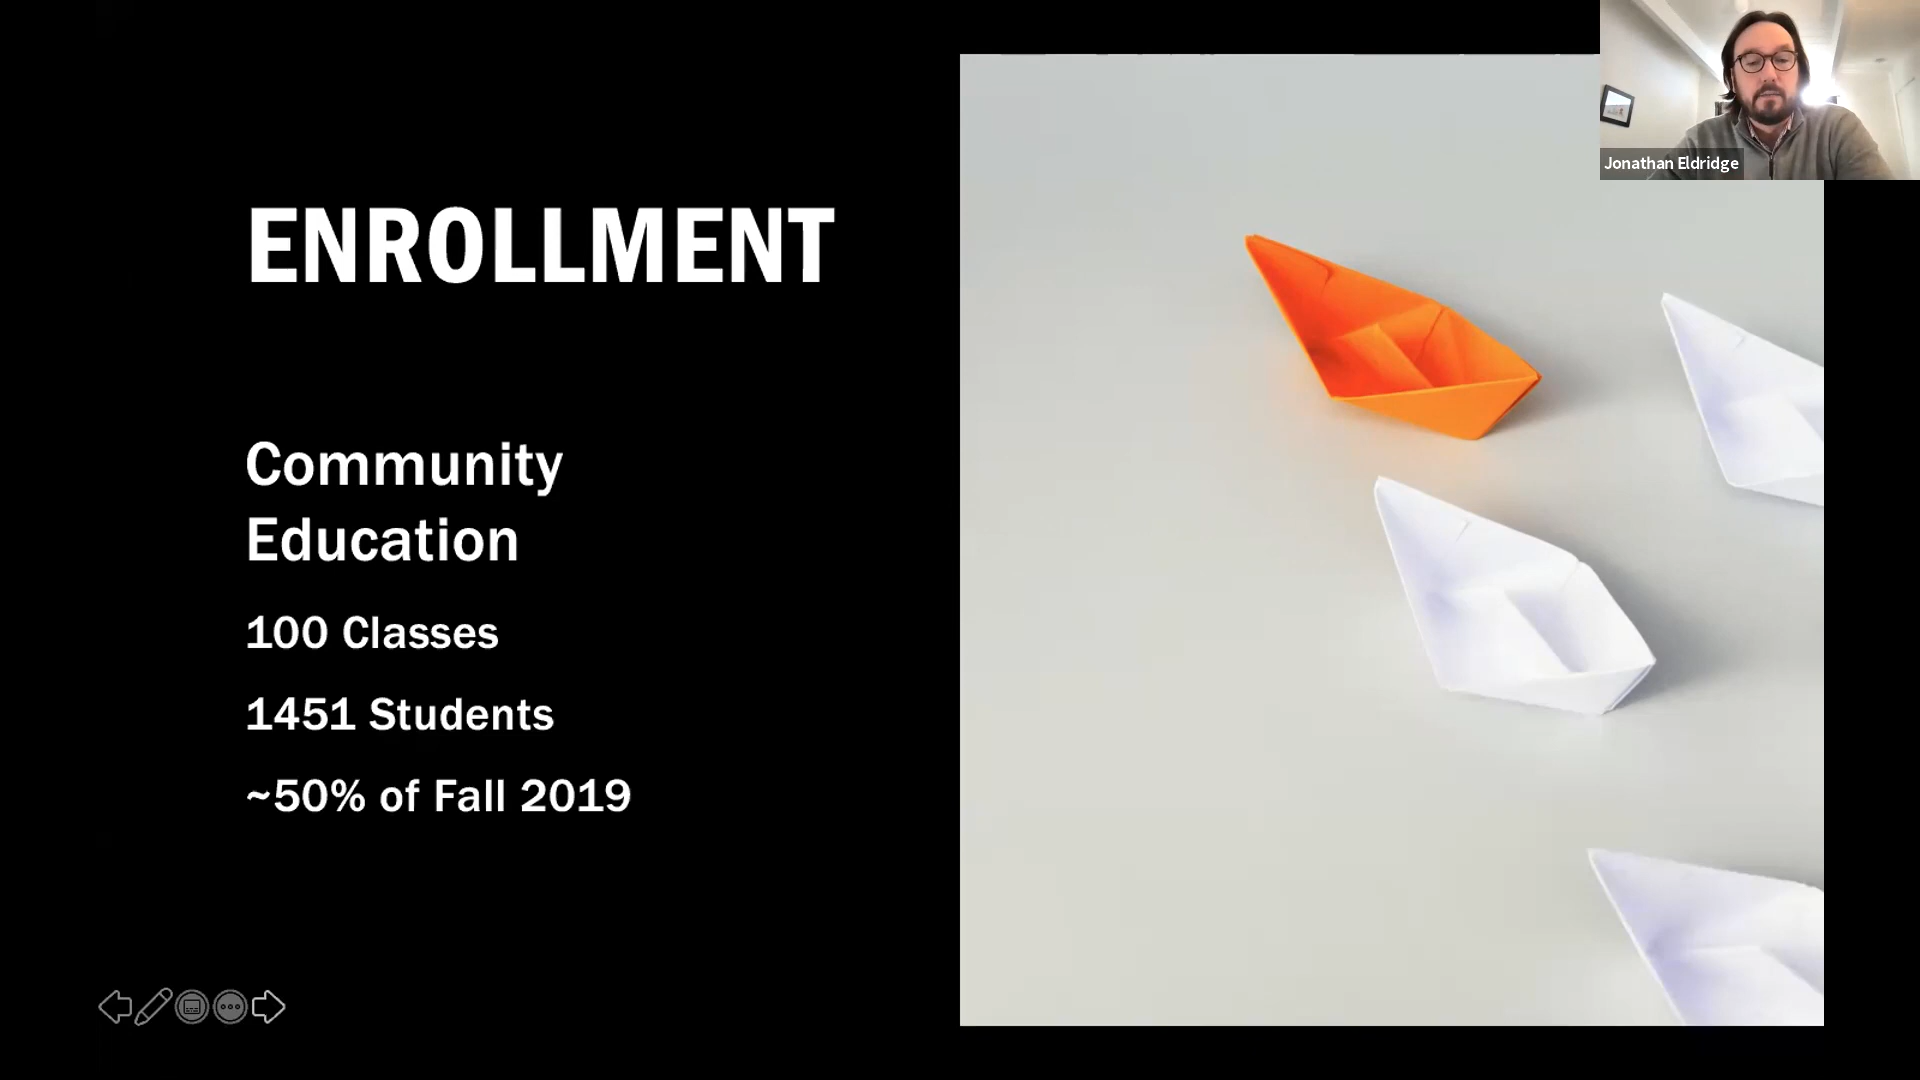 ENROLLMENT
Community
Education
100 Classes
1451 Students
~50% of Fall 2019
Jonathan Eldridge